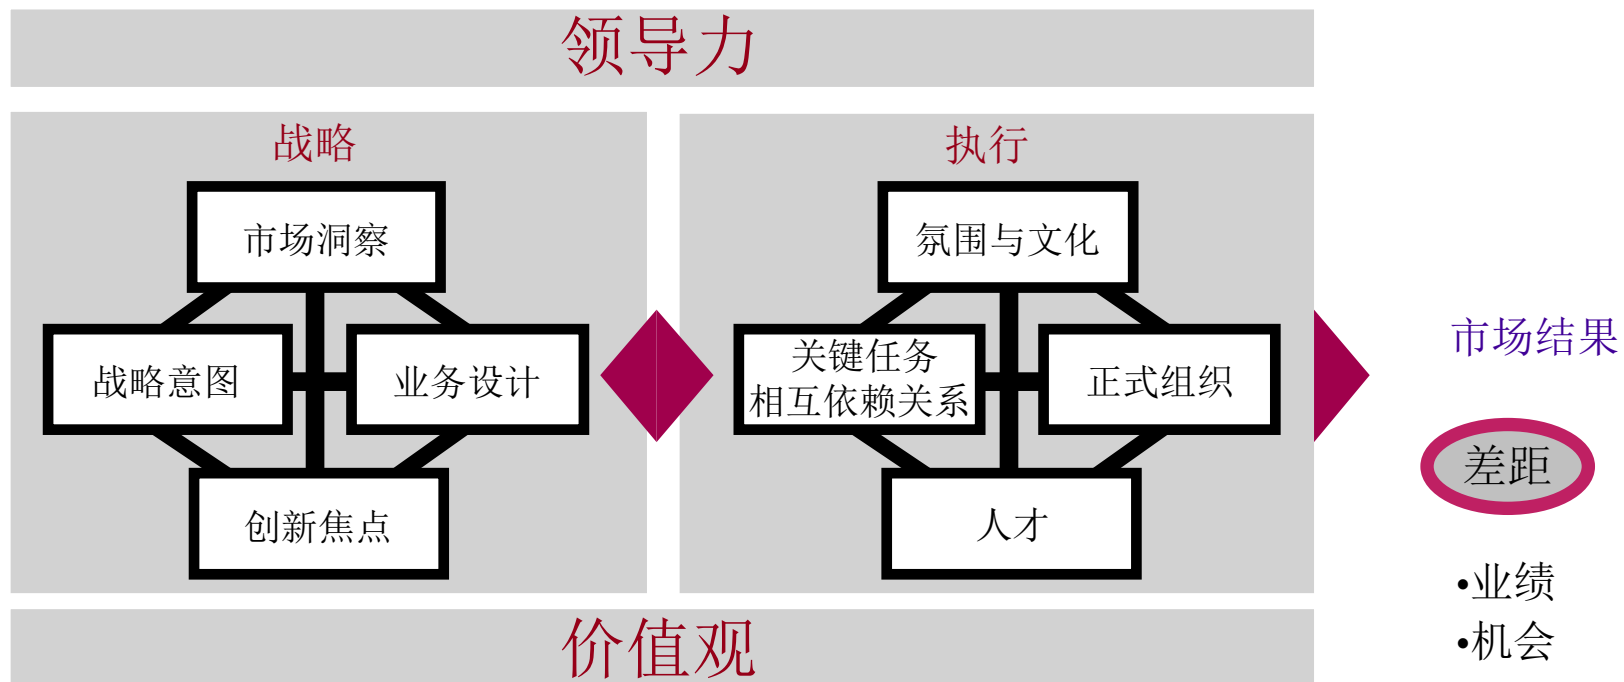 领导力
战略
市场洞察
战略意图
业务设计
创新焦点
执行
氛围与文化
关键任务
相互依赖关系
正式组织
人才
市场结果
差距
•业绩
•机会
价值观